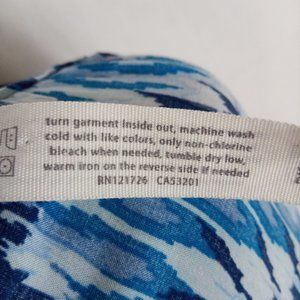 turn garment inside out, machine wash
cold with like colors, only non-chlorine
bleach when needed, tumble dry low,
warm iron on the reverse side if needed
RN121726 CA53201